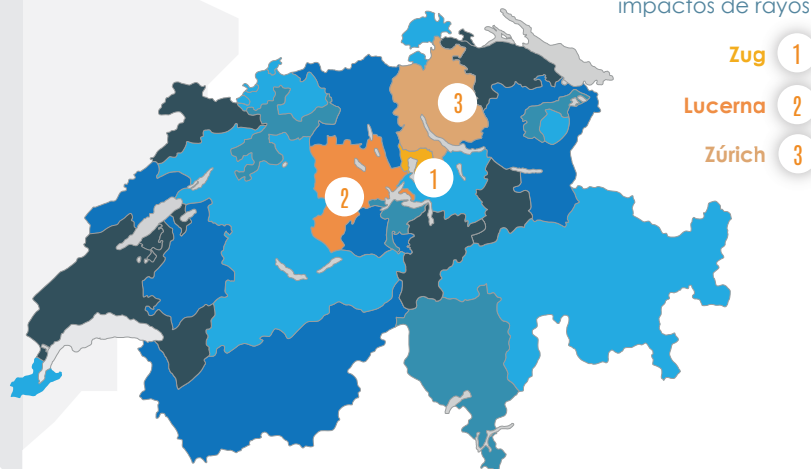 impactos de rayos
Zug 1
Lucerna 2
Zúrich 3
3
1
2